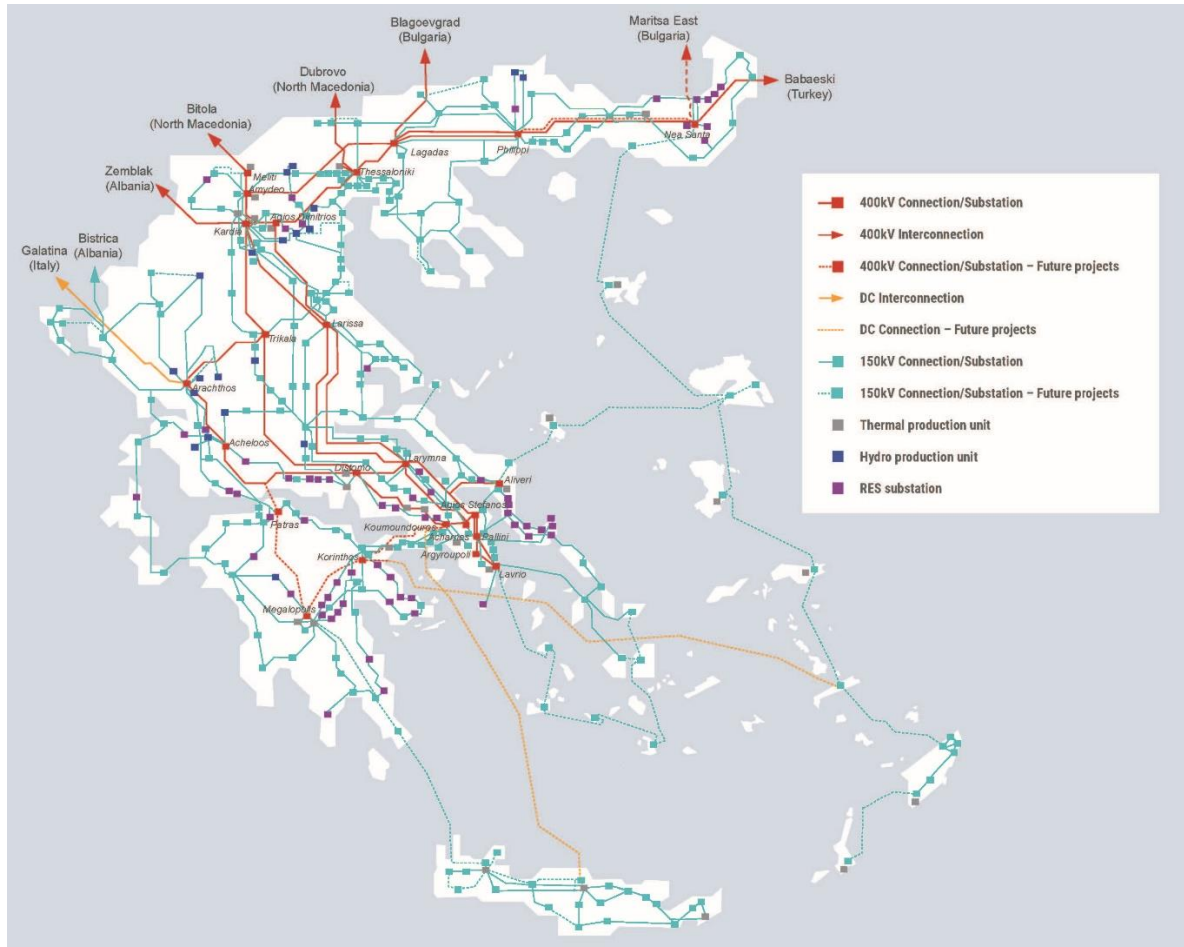 Blagoevgrad
(Bulgaria)
Maritsa East
(Bulgaria)
Dubrovo
(North Macedonia)
Babaeski
(Turkey)
Bitola
(North Macedonia)
Zemblak
(Albania)
Bistrica
(Albania)
Galatina
(Italy)
Nea Santa
Philippi
Lagadas
Thessaloniki
Meliti
Amydeo
Agios Dimitrios
Kardia
Larissa
Trikala
Arachthos
Acheloos
Larymna
Distomo
Aliveri
Agios Stefanos
Patras
Koumoundouros
Acharnas
Pallini
Korinthos
Argyroupoli
Lavrio
Megalopolis
400kV Connection/Substation
400kV Interconnection
400kV Connection/Substation – Future projects
DC Interconnection
DC Connection – Future projects
150kV Connection/Substation
150kV Connection/Substation – Future projects
Thermal production unit
Hydro production unit
RES substation